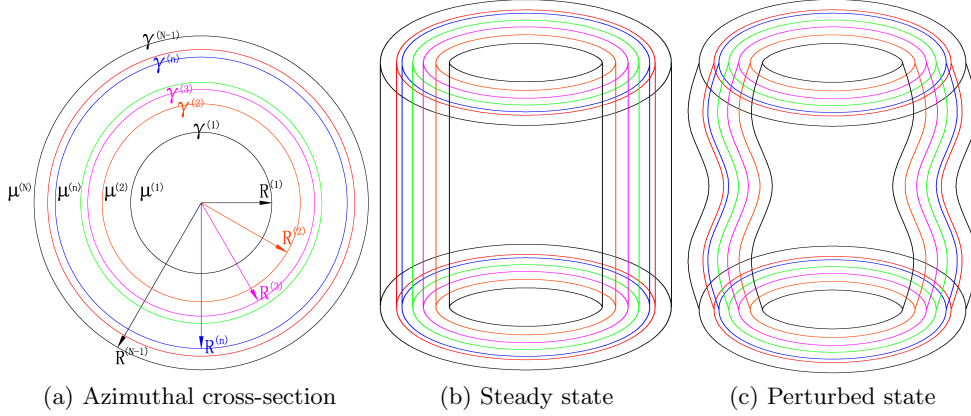 γ(N-1)
γ(n)
γ(3)
γ(2)
γ(1)
μ(N) μ(n) μ(2) μ(1)
R(1)
R(2)
R(3)
R(n)
R(N-1)
(a) Azimuthal cross-section
(b) Steady state
(c) Perturbed state